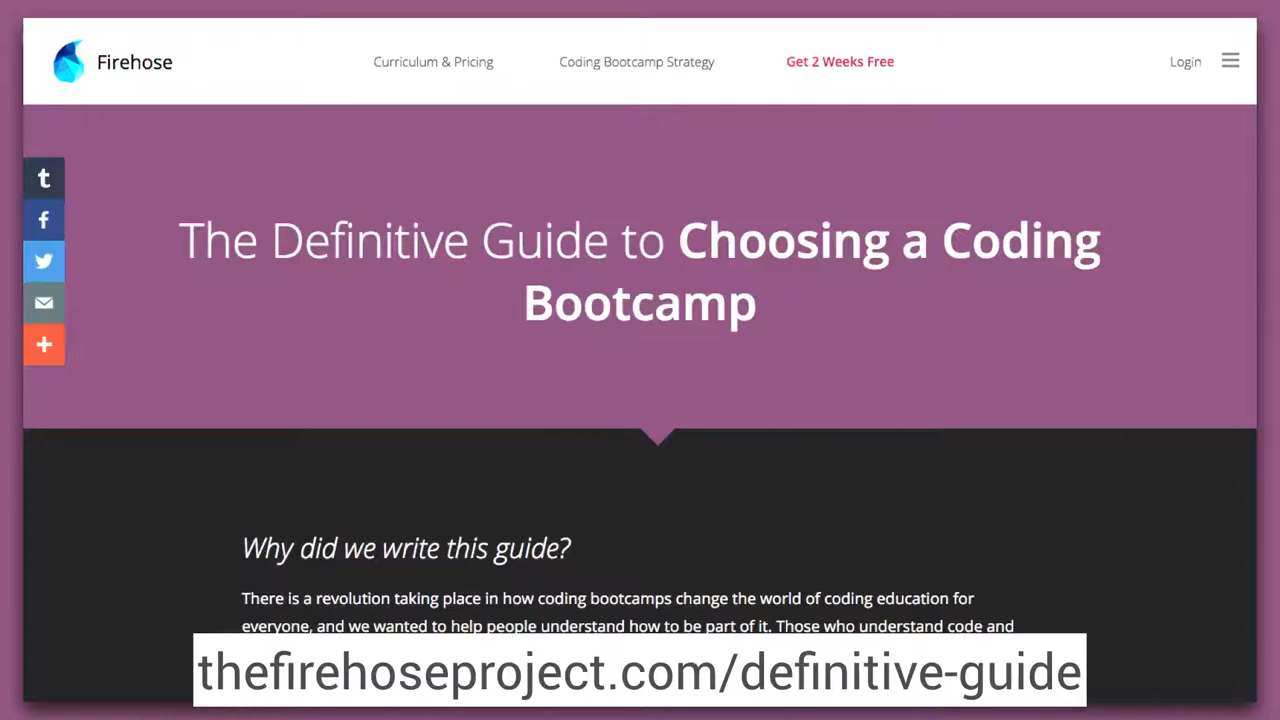 Firehose
Curriculum & Pricing
Coding Bootcamp Strategy
Get 2 Weeks Free
Login
The Definitive Guide to Choosing a Coding
Bootcamp
Why did we write this guide?
There is a revolution taking place in how coding bootcamps change the world of coding education for
everyone, and we wanted to help people understand how to be part of it. Those who understand code and
thefirehoseproject.com/definitive-guide